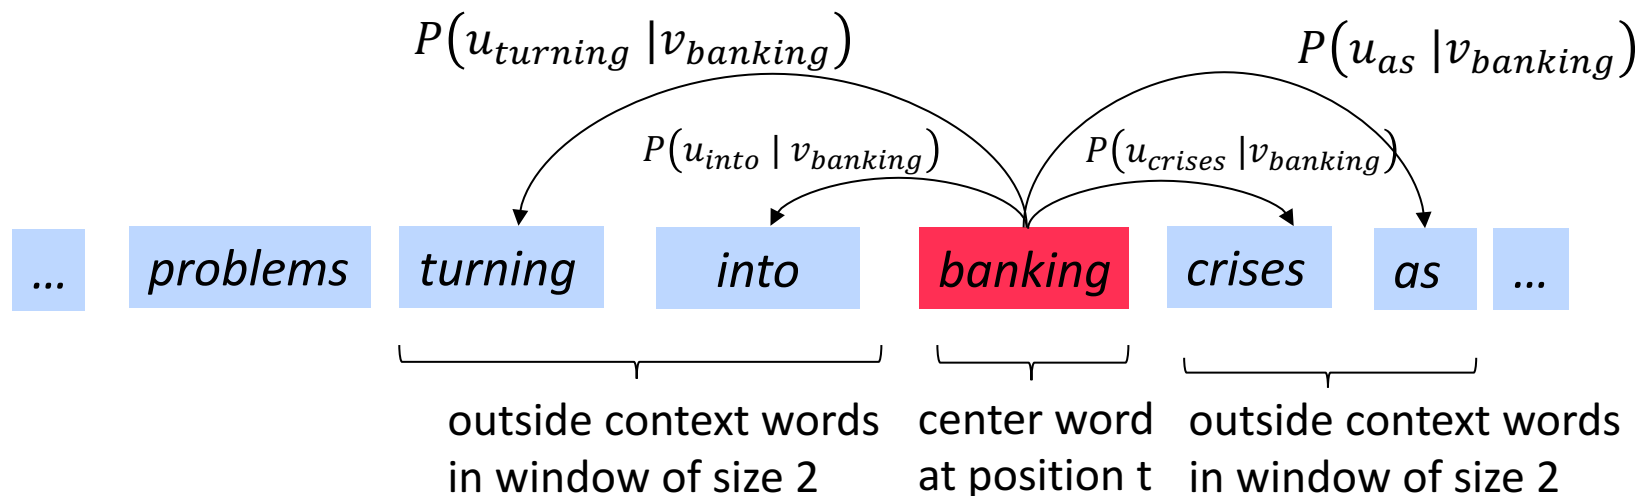 P(u_turning |v_banking) P(u_as |v_banking)
P(u_into | v_banking) P(u_crises |v_banking)
... problems turning into banking crises as ...
outside context words center word outside context words
in window of size 2 at position t in window of size 2